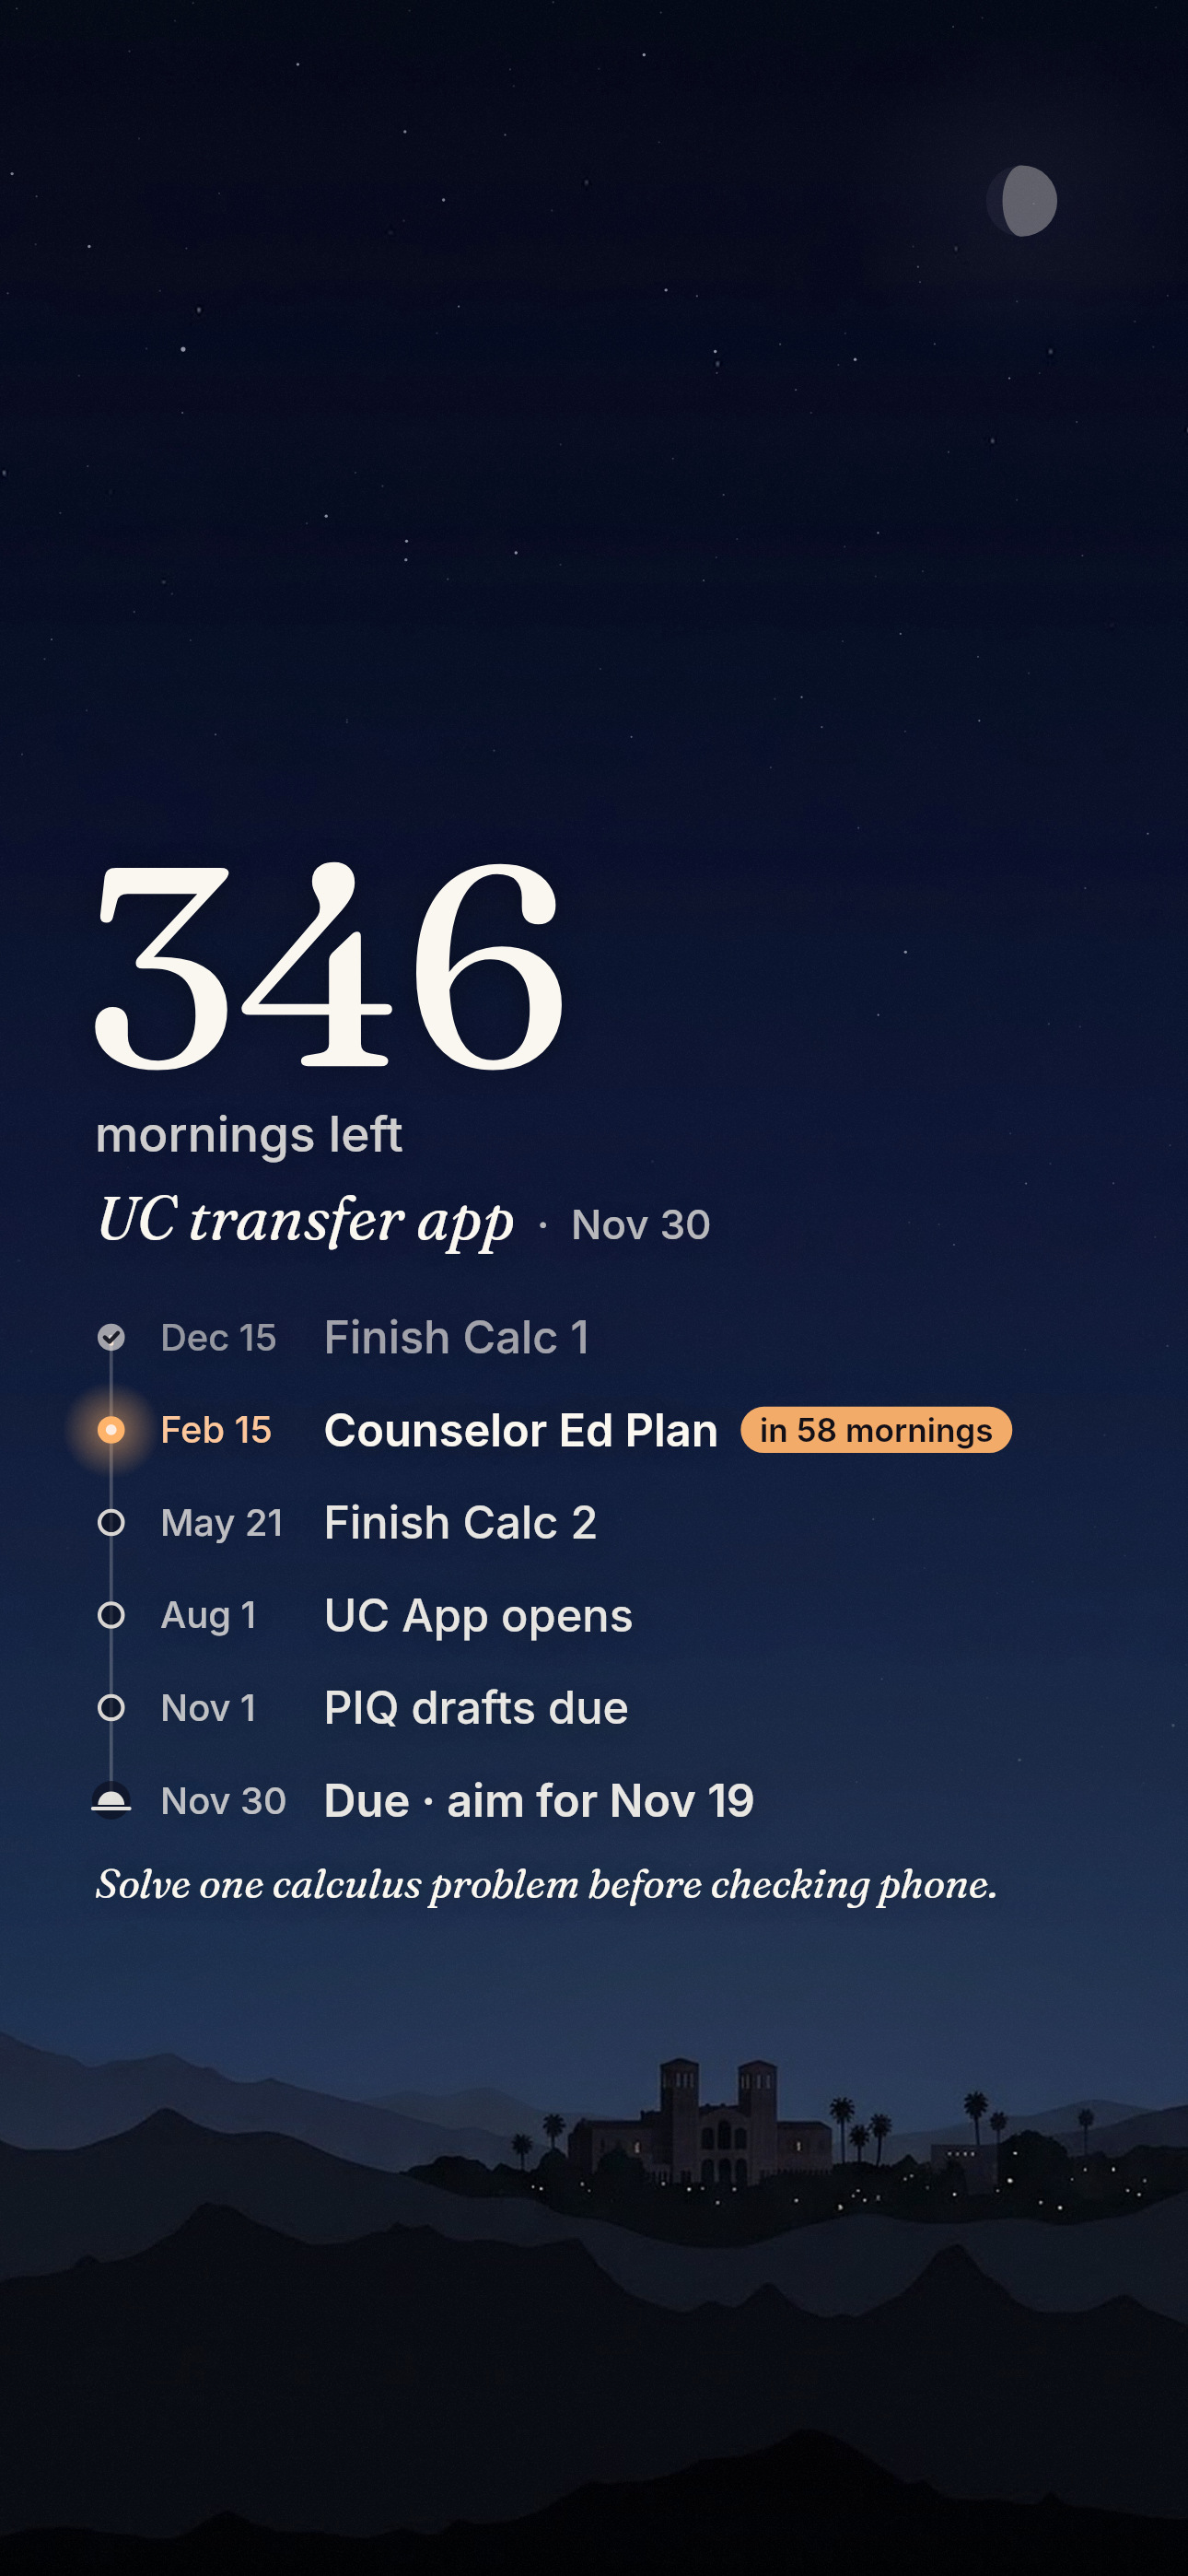 346
mornings left
UC transfer app · Nov 30
Dec 15 Finish Calc 1
Feb 15 Counselor Ed Plan in 58 mornings
May 21 Finish Calc 2
Aug 1 UC App opens
Nov 1 PIQ drafts due
Nov 30 Due · aim for Nov 19
Solve one calculus problem before checking phone.